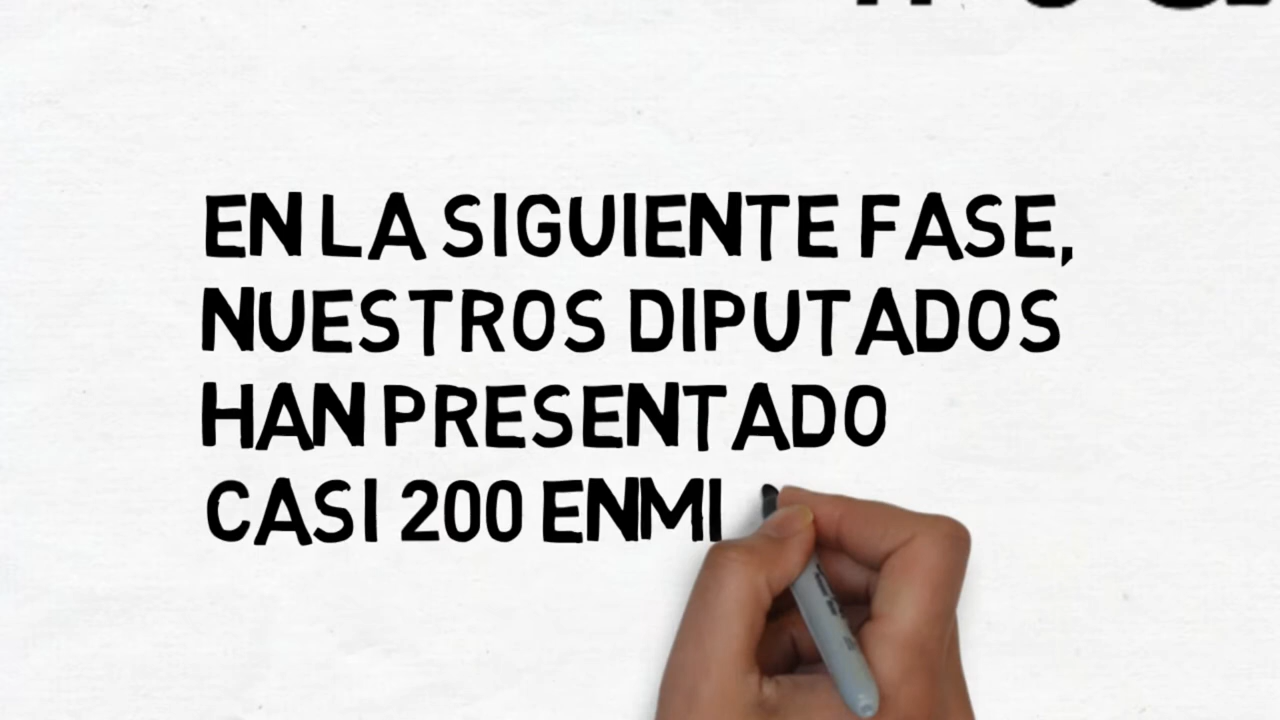 EN LA SIGUIENTE FASE,
NUESTROS DIPUTADOS
HAN PRESENTADO
CASI 200 ENMI